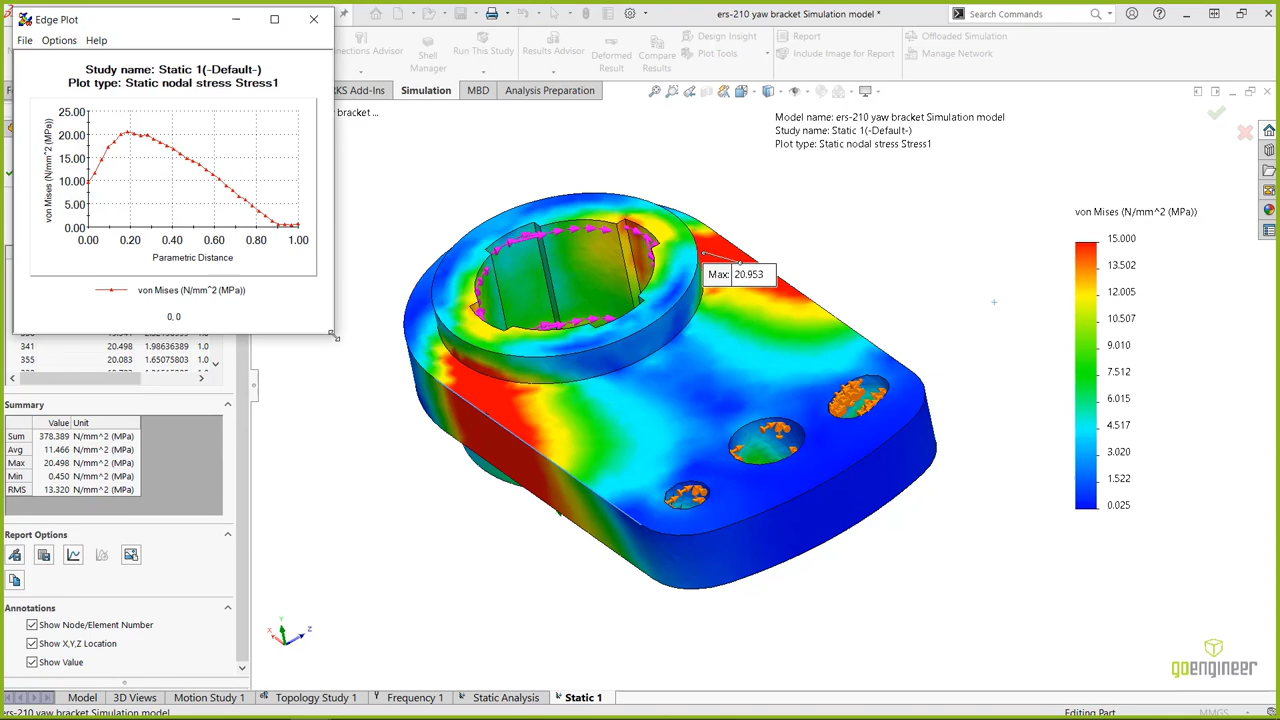 Edge Plot
File Options Help
Study name: Static 1(-Default-)
Plot type: Static nodal stress Stress1
25.00
20.00
15.00
10.00
5.00
0.00
von Mises (N/mm^2 (MPa))
0.00 0.20 0.40 0.60 0.80 1.00
Parametric Distance
von Mises (N/mm^2 (MPa))
0, 0
ers-210 yaw bracket Simulation model *
Search Commands
nnections Advisor
Shell Manager
Run This Study
Results Advisor
Deformed Result
Compare Results
Design Insight
Plot Tools
Report
Include Image for Report
Offloaded Simulation
Manage Network
KS Add-Ins
Simulation
MBD
Analysis Preparation
bracket ...
Model name: ers-210 yaw bracket Simulation model
Study name: Static 1(-Default-)
Plot type: Static nodal stress Stress1
von Mises (N/mm^2 (MPa))
15.000
13.502
12.005
10.507
9.010
7.512
6.015
4.517
3.020
1.522
0.025
Max: 20.953
341 20.498 1.0
355 20.083 1.65075803 1.0
Summary
Value Unit
Sum 378.389 N/mm^2 (MPa)
Avg 11.466 N/mm^2 (MPa)
Max 20.498 N/mm^2 (MPa)
Min 0.450 N/mm^2 (MPa)
RMS 13.320 N/mm^2 (MPa)
Report Options
Annotations
Show Node/Element Number
Show X,Y,Z Location
Show Value
X Y Z
goengineer
Model
3D Views
Motion Study 1
Topology Study 1
Frequency 1
Static Analysis
Static 1
ers-210 yaw bracket Simulation model
Editing Part
MMGS